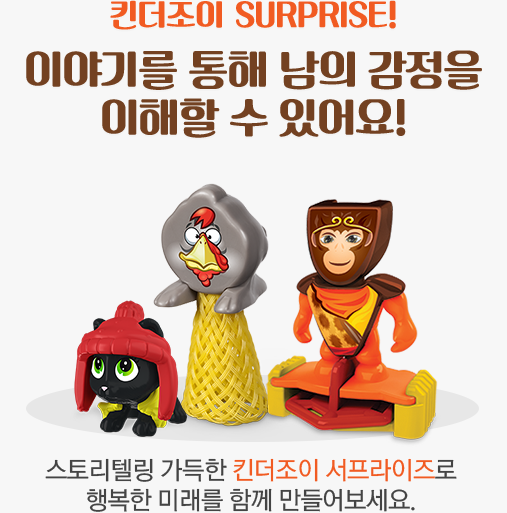 킨더조이 SURPRISE!
이야기를 통해 남의 감정을
이해할 수 있어요!
스토리텔링 가득한 킨더조이 서프라이즈로
행복한 미래를 함께 만들어보세요.